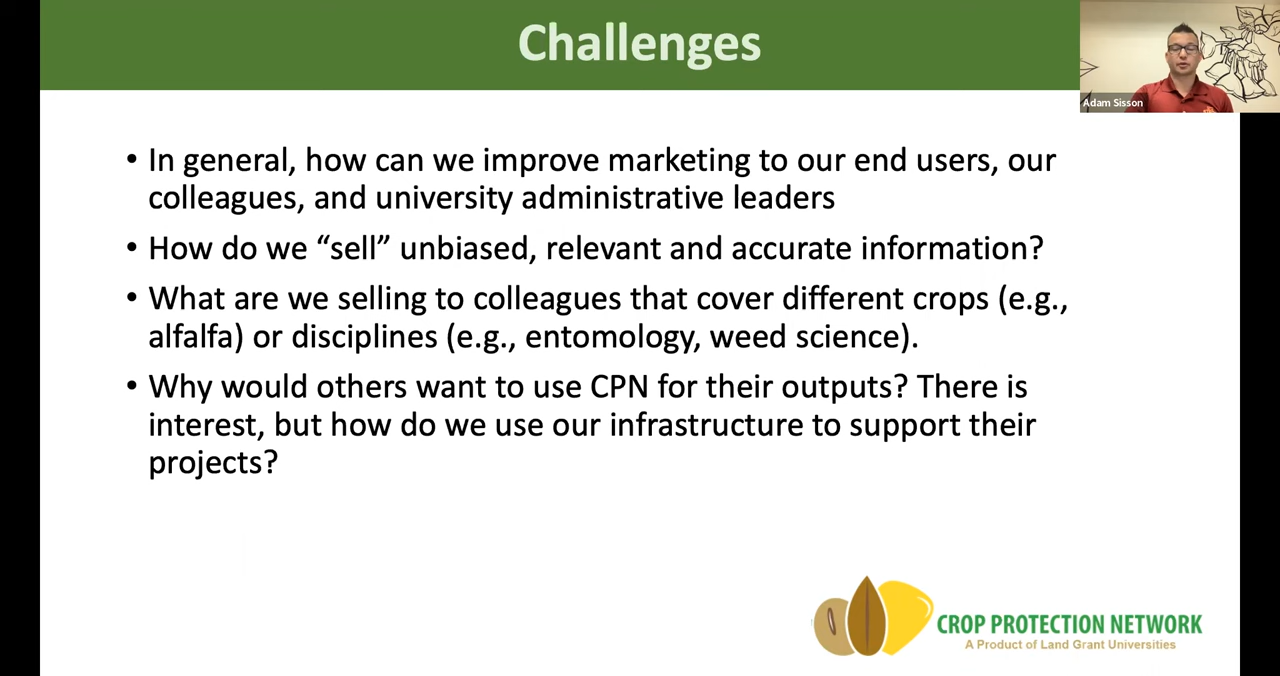 Challenges
Adam Sisson
• In general, how can we improve marketing to our end users, our
colleagues, and university administrative leaders
• How do we “sell” unbiased, relevant and accurate information?
• What are we selling to colleagues that cover different crops (e.g.,
alfalfa) or disciplines (e.g., entomology, weed science).
• Why would others want to use CPN for their outputs? There is
interest, but how do we use our infrastructure to support their
projects?
CROP PROTECTION NETWORK
A Product of Land Grant Universities